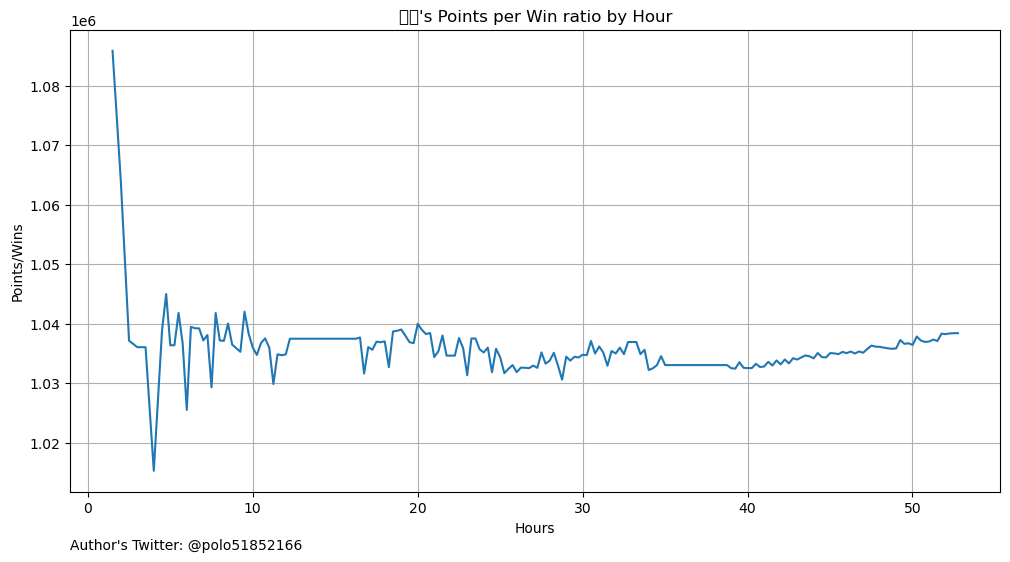 's Points per Win ratio by Hour
1e6
1.08
1.07
1.06
1.05
1.04
1.03
1.02
Points/Wins
0 10 20 30 40 50
Hours
Author's Twitter: @polo51852166